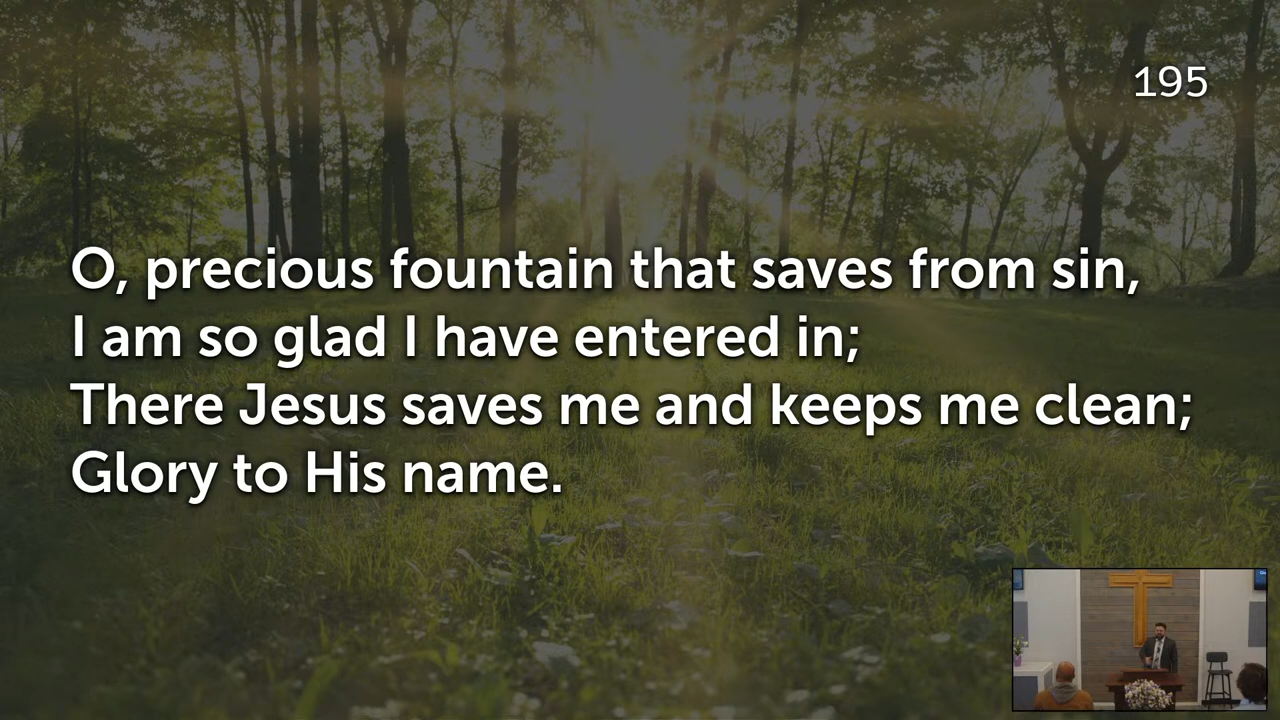 195
O, precious fountain that saves from sin,
I am so glad I have entered in;
There Jesus saves me and keeps me clean;
Glory to His name.